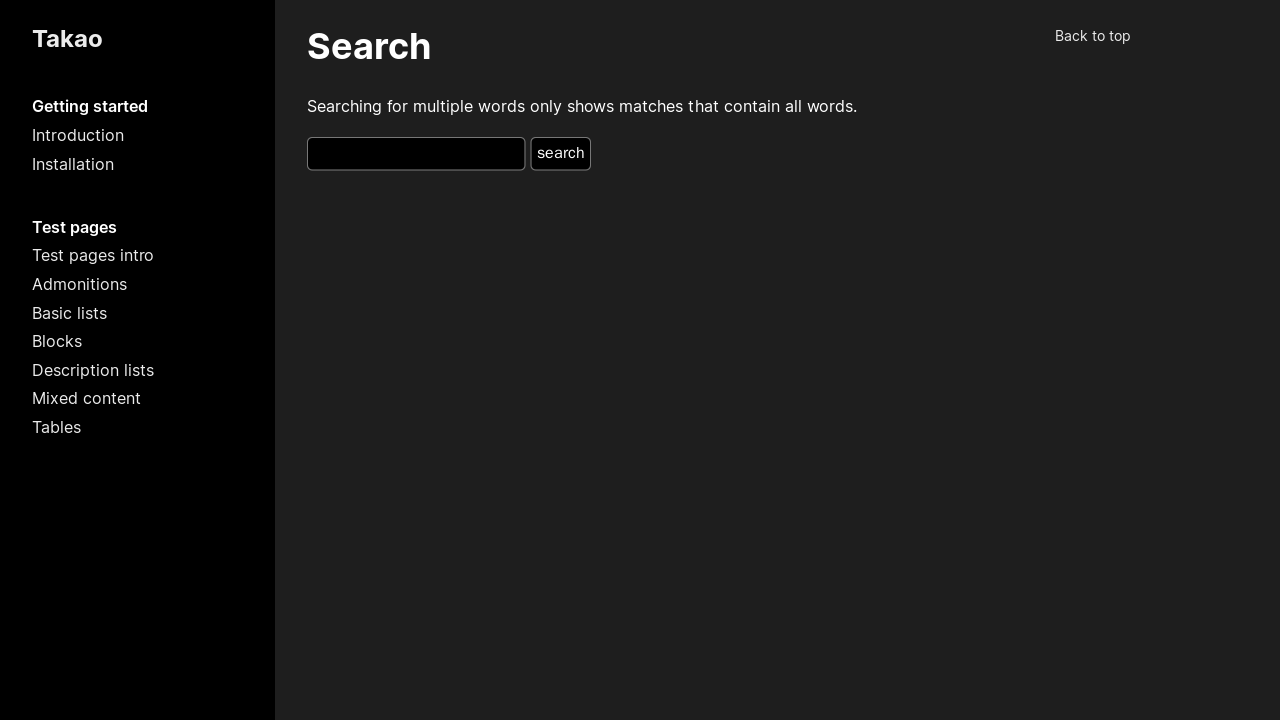 Takao
Getting started
Introduction
Installation
Test pages
Test pages intro
Admonitions
Basic lists
Blocks
Description lists
Mixed content
Tables
Search
Searching for multiple words only shows matches that contain all words.
search
Back to top